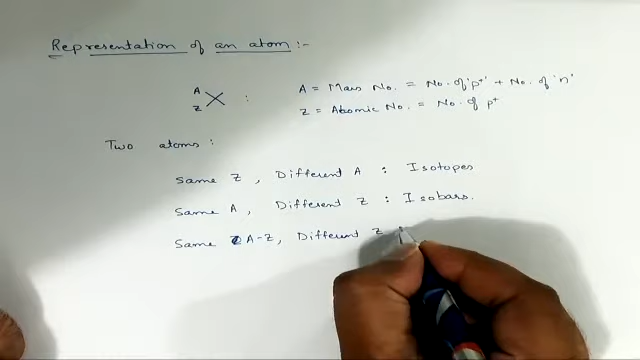 Representation of an atom :-
A
Z X : A = Mass No. = No. of 'p+' + No. of 'n'
Z = Atomic No. = No. of p+
Two atoms :
Same Z , Different A : Isotopes
Same A , Different Z : Isobars.
Same A-Z, Different Z :